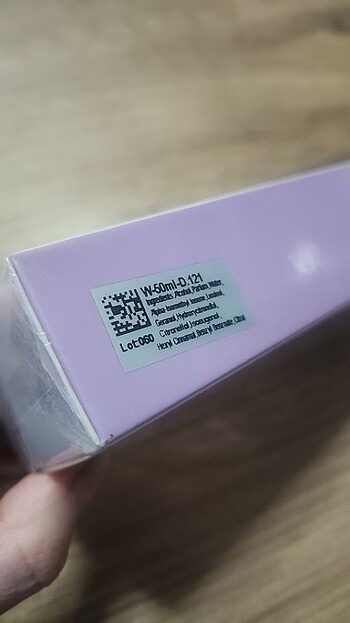 W-50ml-D.121
Ingredients: Alcohol, Parfum, Water,
Alpha-Isomethyl Ionone, Linalool,
Geraniol, Hydroxycitronellal,
Citronellol, Isoeugenol,
Hexyl Cinnamal, Benzyl Benzoate, Citral
Lot:060